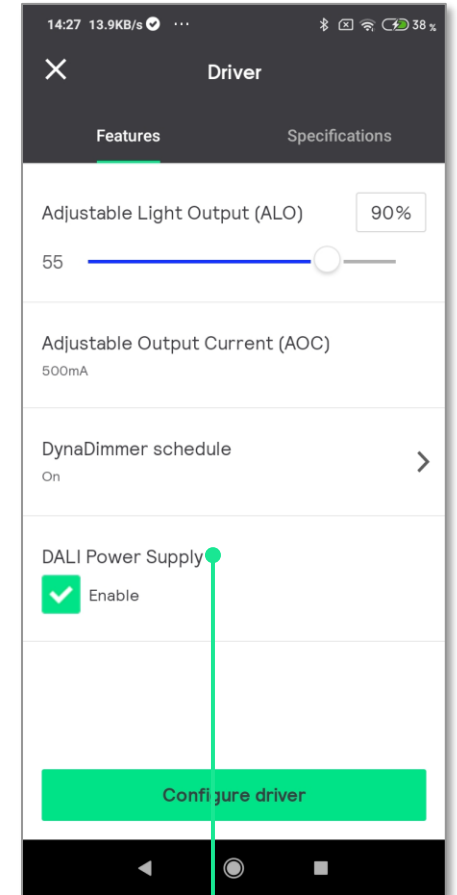 14:27 13.9KB/s ··· 38 %
Driver
Features Specifications
Adjustable Light Output (ALO) 90%
55
Adjustable Output Current (AOC)
500mA
DynaDimmer schedule
On
DALI Power Supply
Enable
Configure driver